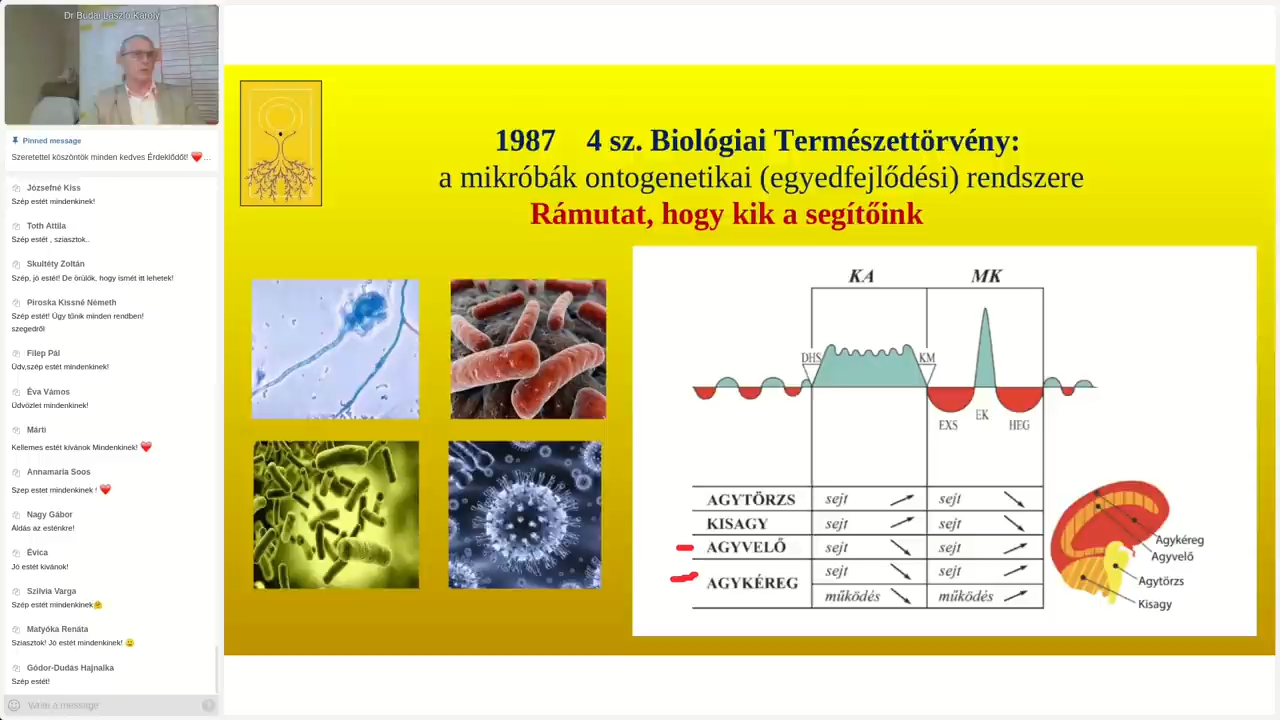 Dr Budai László Károly
Pinned message
Szeretettel köszöntök minden kedves Érdeklődőt! ❤️...
Józsefné Kiss
Szép estét mindenkinek!
Toth Attila
Szép estét , sziasztok..
Skultéty Zoltán
Szép, jó estét! De örülök, hogy ismét itt lehetek!
Piroska Kissné Németh
Szép estét! Úgy tűnik minden rendben!
szegedről
Filep Pál
Üdv,szép estét mindenkinek!
Éva Vámos
Üdvözlet mindenkinek!
Márti
Kellemes estét kívánok Mindenkinek! ❤️
Annamaria Soos
Szep estet mindenkinek ! ❤️
Nagy Gábor
Áldás az esténkre!
Évica
Jó estét kívánok!
Szilvia Varga
Szép estét mindenkinek🤗
Matyóka Renáta
Sziasztok! Jó estét mindenkinek! 🙂
Gódor-Dudás Hajnalka
Szép estét!
Write a message
1987 4 sz. Biológiai Természettörvény:
a mikróbák ontogenetikai (egyedfejlődési) rendszere
Rámutat, hogy kik a segítőink
KA MK
DHS KM
EXS EK HEG
AGYTÖRZS sejt ↗ sejt ↘
KISAGY sejt ↗ sejt ↘
AGYVELŐ sejt ↘ sejt ↗
AGYKÉREG sejt ↘ sejt ↗
működés ↘ működés ↗
Agykéreg
Agyvelő
Agytörzs
Kisagy